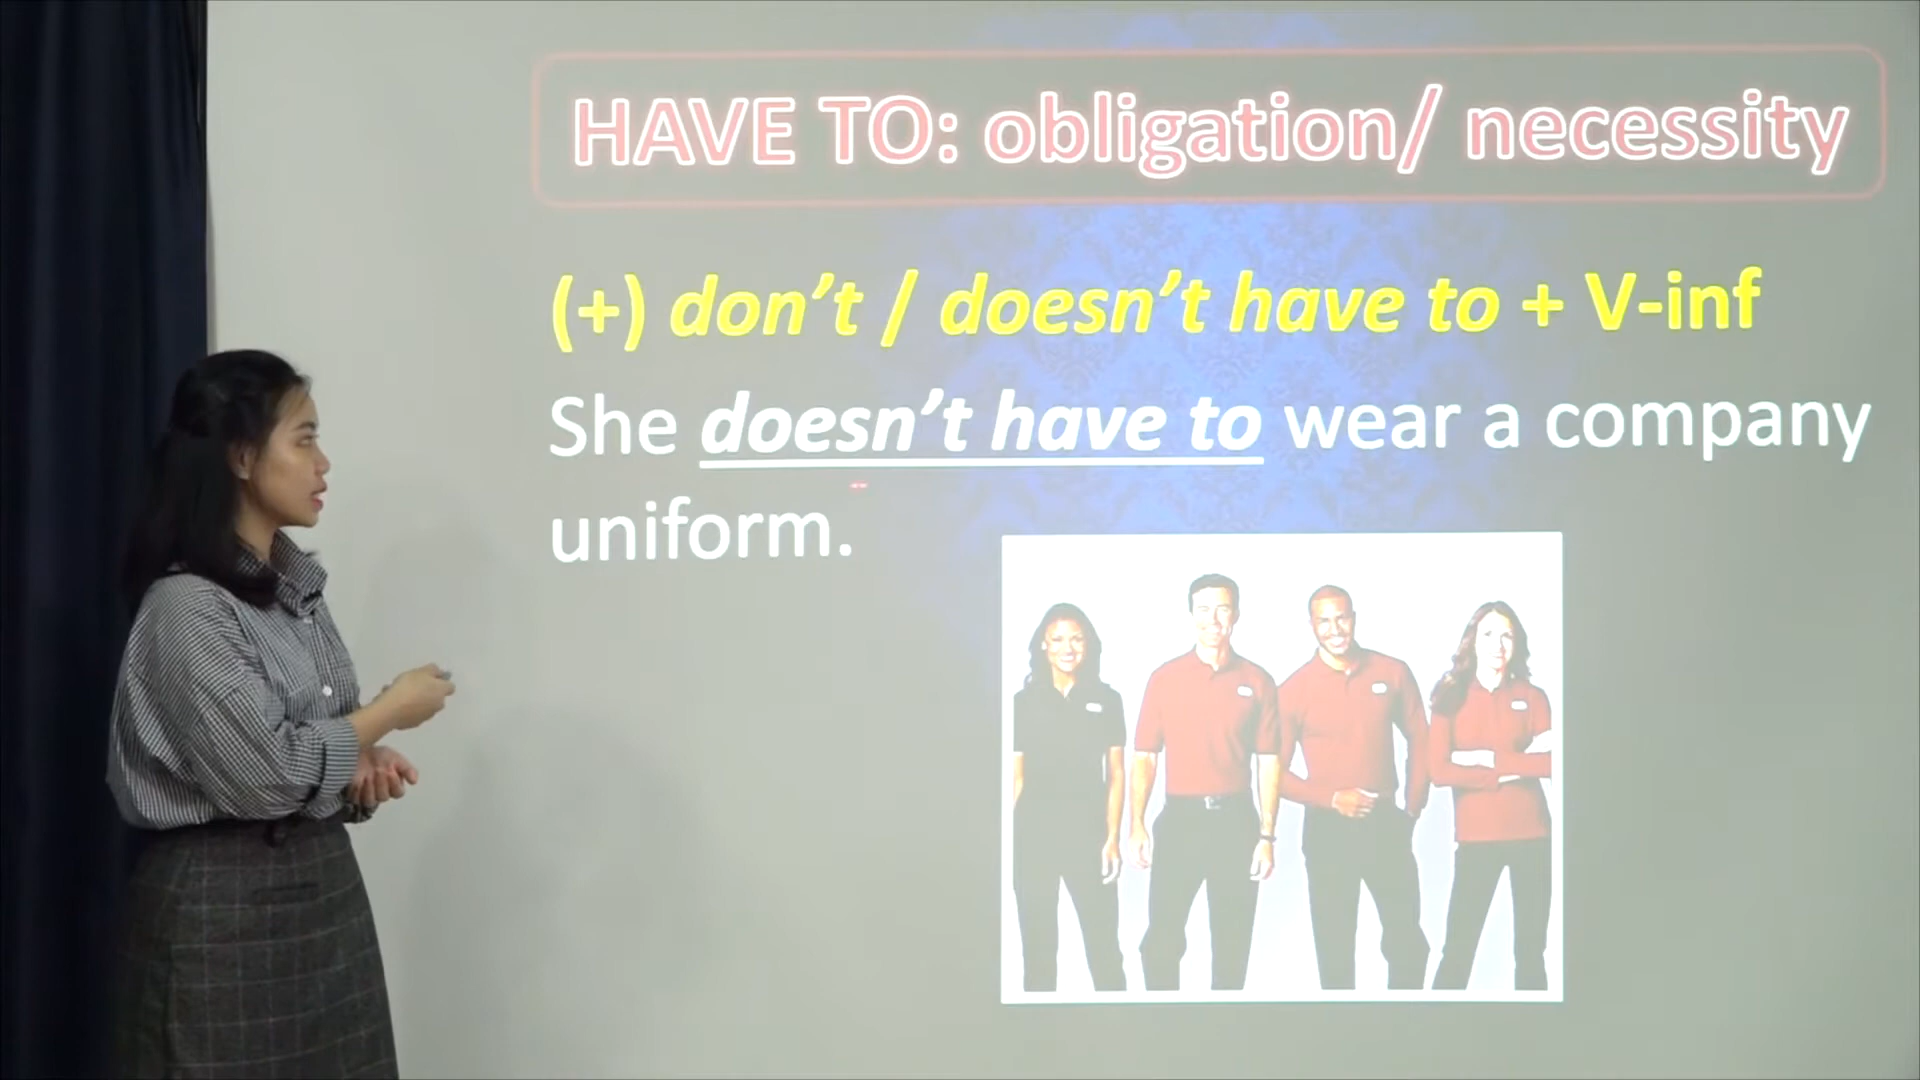 HAVE TO: obligation/ necessity
(+) don’t / doesn’t have to + V-inf
She doesn’t have to wear a company
uniform.